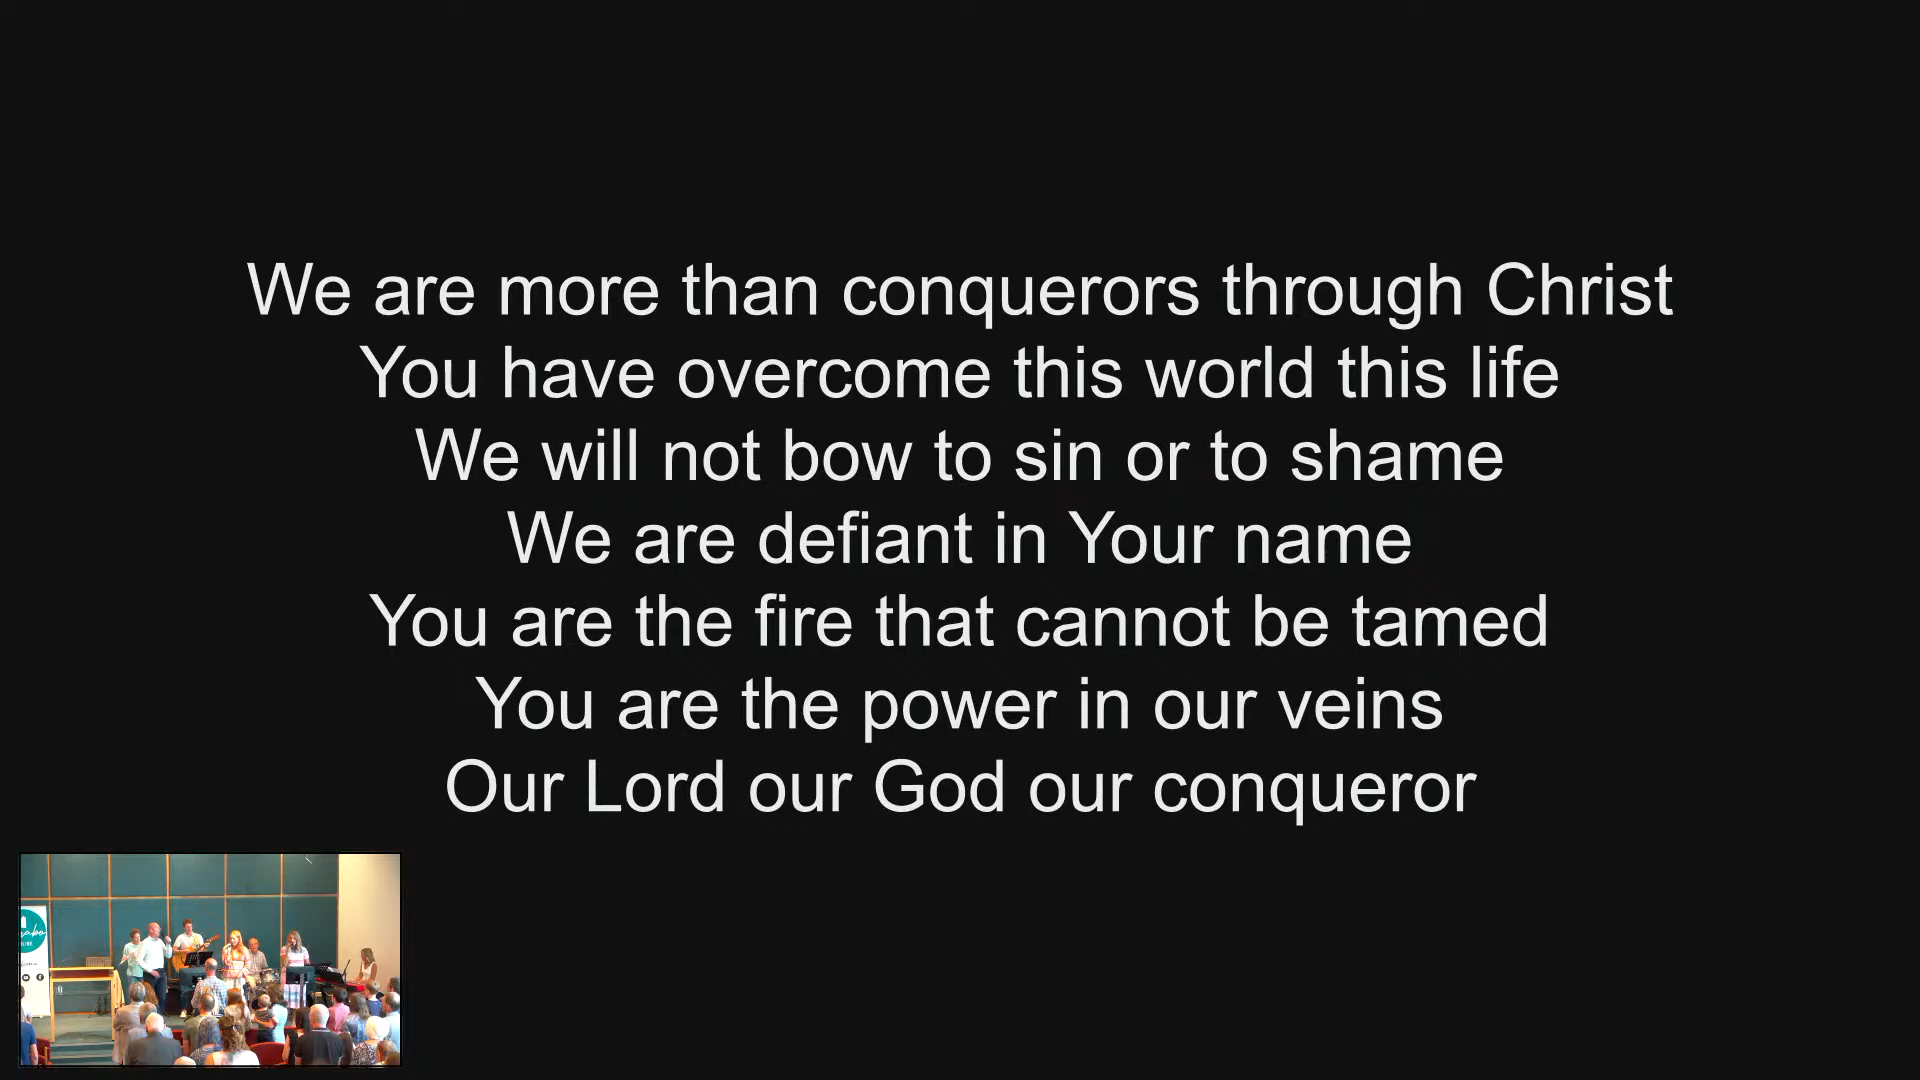 We are more than conquerors through Christ
You have overcome this world this life
We will not bow to sin or to shame
We are defiant in Your name
You are the fire that cannot be tamed
You are the power in our veins
Our Lord our God our conqueror